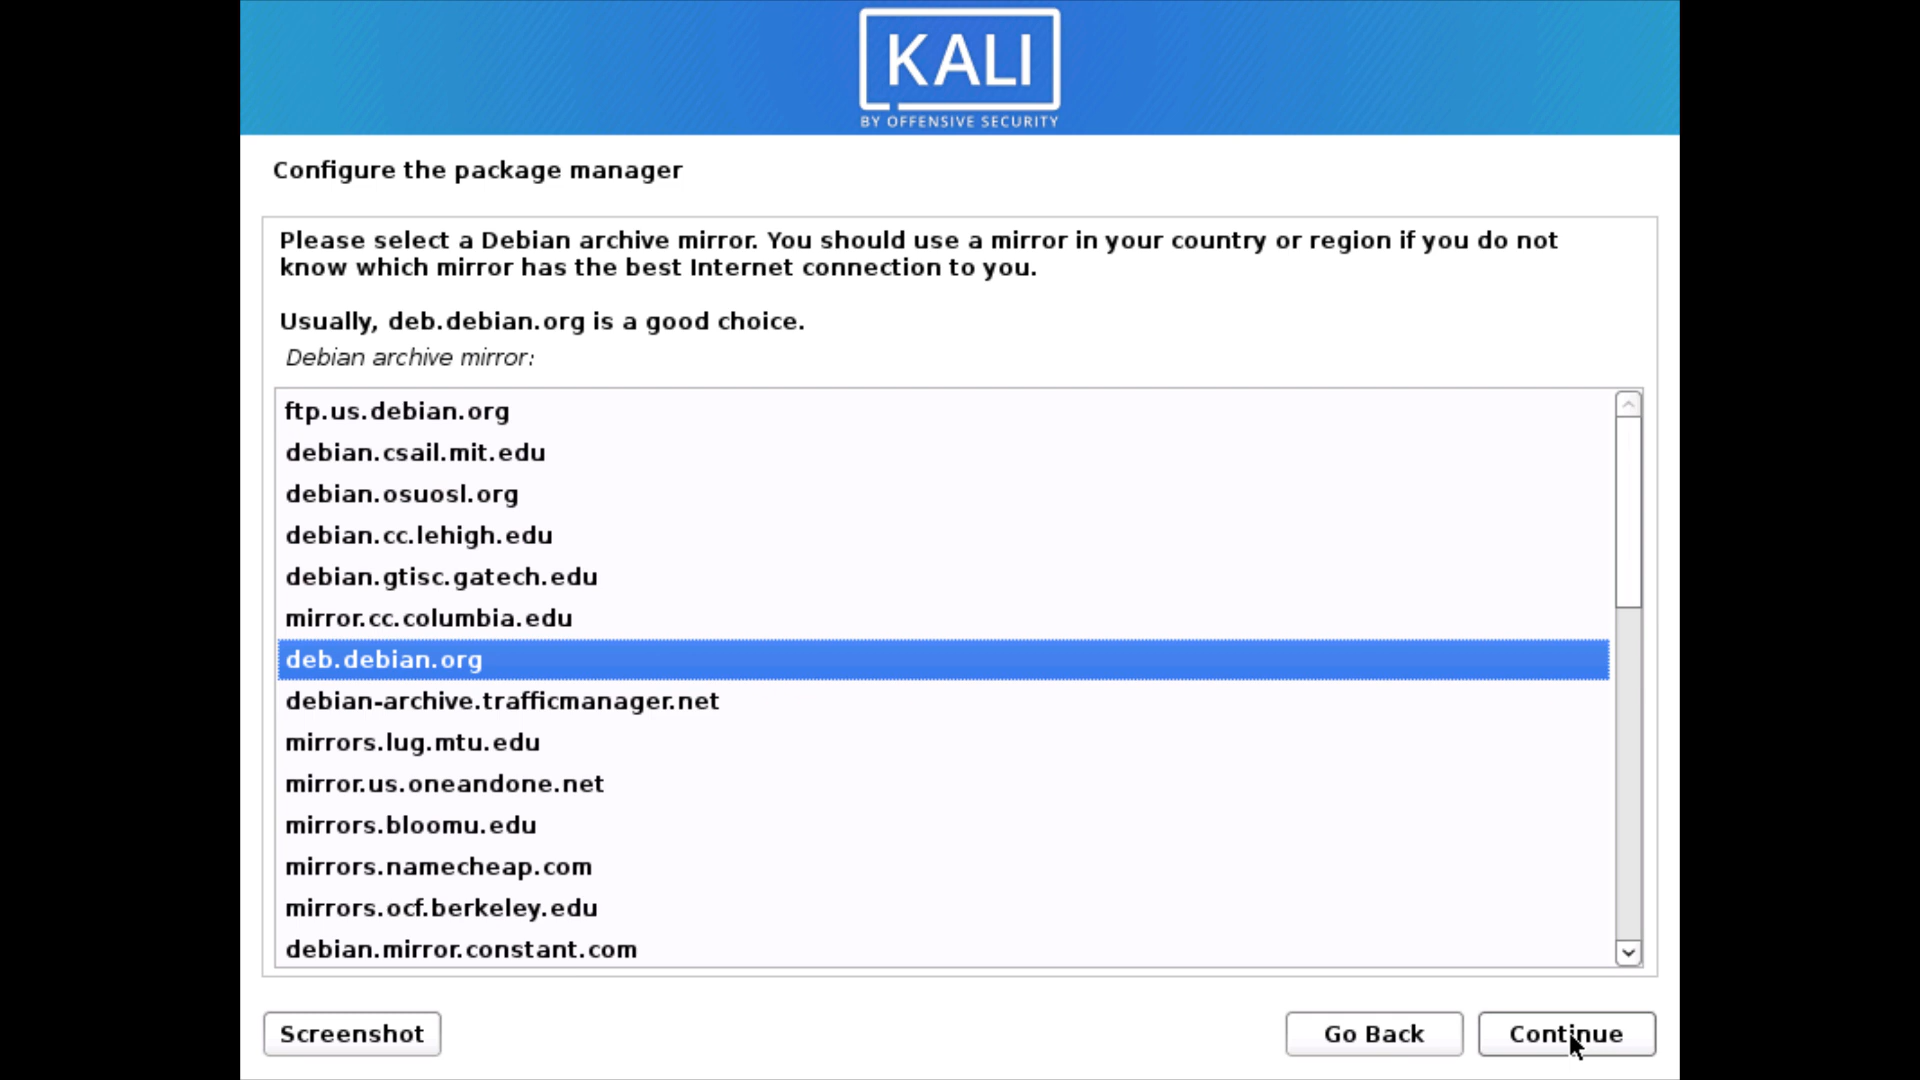 KALI
BY OFFENSIVE SECURITY
Configure the package manager
Please select a Debian archive mirror. You should use a mirror in your country or region if you do not
know which mirror has the best Internet connection to you.
Usually, deb.debian.org is a good choice.
Debian archive mirror:
ftp.us.debian.org
debian.csail.mit.edu
debian.osuosl.org
debian.cc.lehigh.edu
debian.gtisc.gatech.edu
mirror.cc.columbia.edu
deb.debian.org
debian-archive.trafficmanager.net
mirrors.lug.mtu.edu
mirror.us.oneandone.net
mirrors.bloomu.edu
mirrors.namecheap.com
mirrors.ocf.berkeley.edu
debian.mirror.constant.com
Screenshot
Go Back
Continue